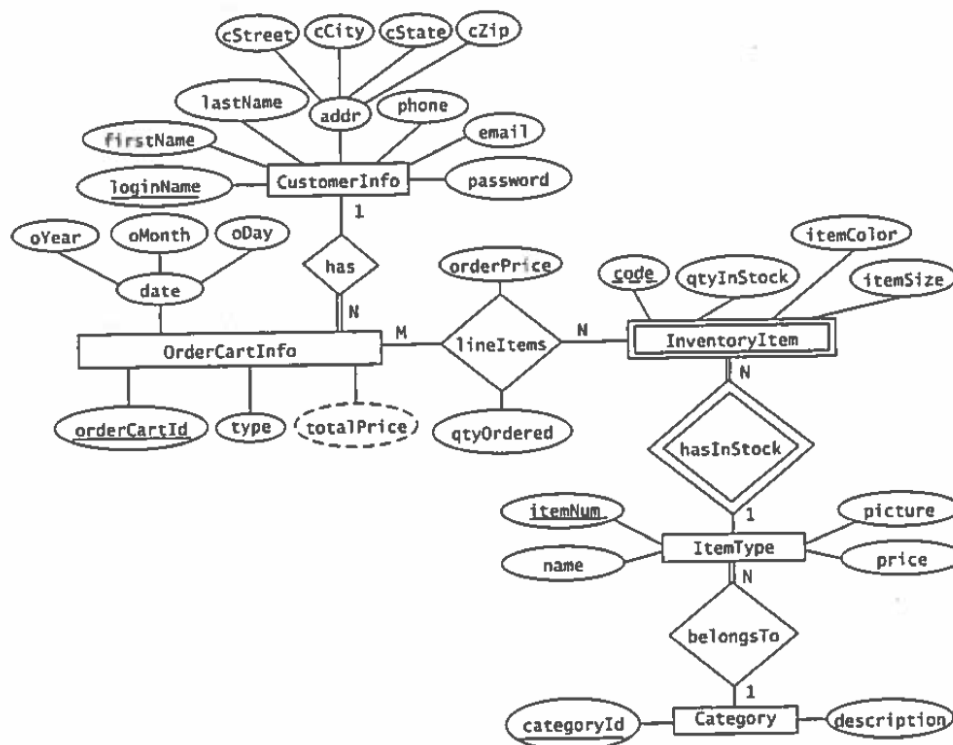 cStreet cCity cState cZip
lastName addr phone
firstName email
loginName CustomerInfo password
1
oYear oMonth oDay
has
orderPrice
itemColor
code qtyInStock
itemSize
date
N
OrderCartInfo M lineItems N InventoryItem
N
orderCartId type totalPrice qtyOrdered
hasInStock
itemNum 1 picture
ItemType
name price
N
belongsTo
1
categoryId Category description